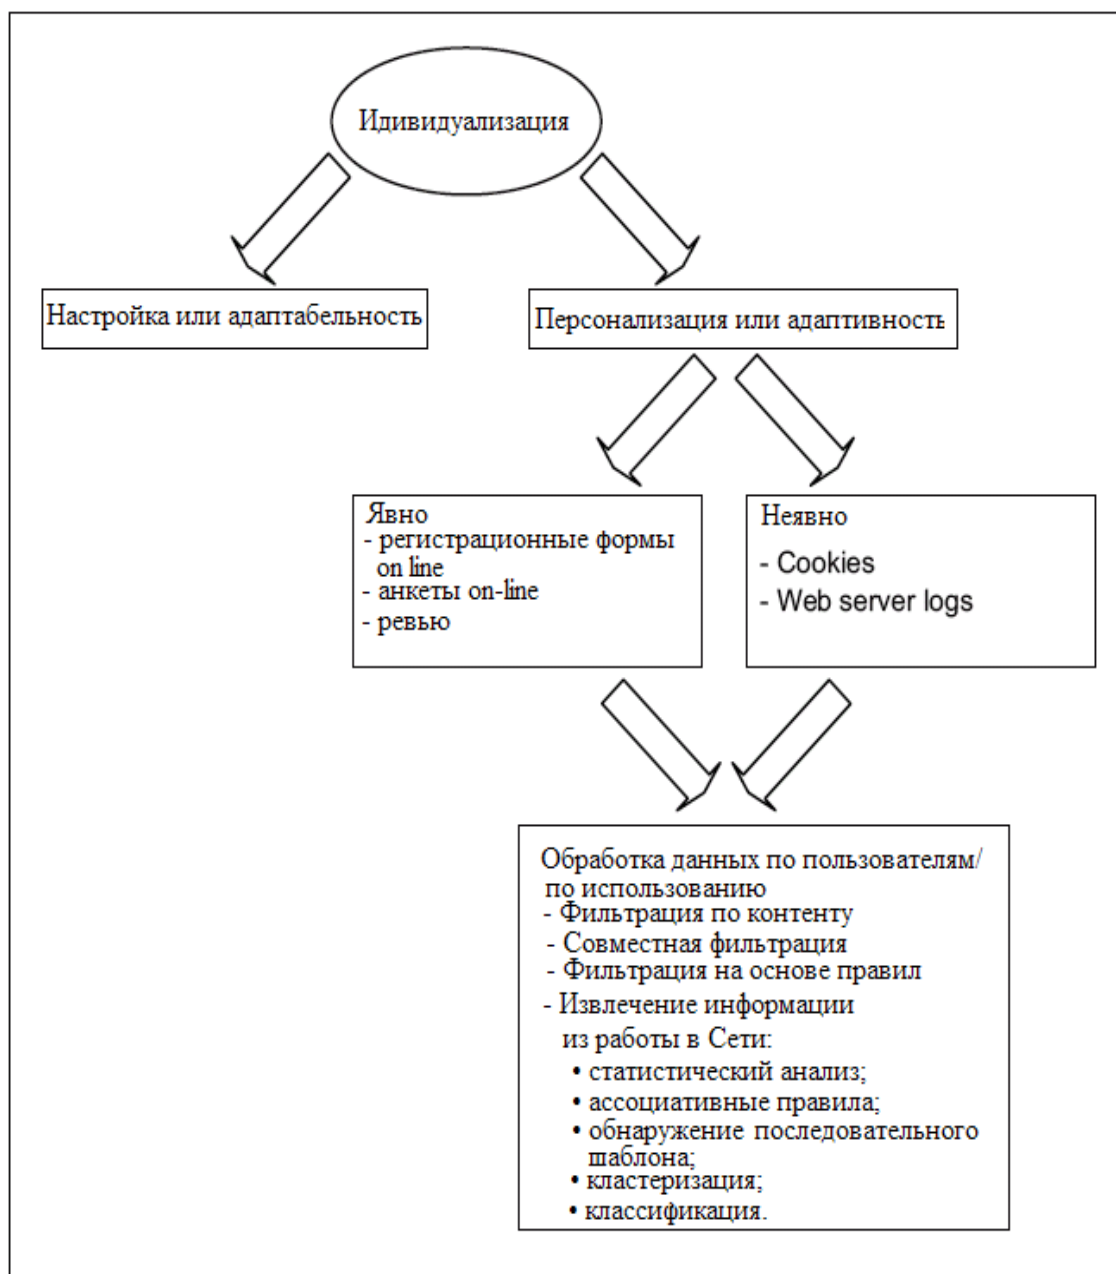 Идивидуализация
Настройка или адаптабельность
Персонализация или адаптивность
Явно
- регистрационные формы
on line
- анкеты on-line
- ревью
Неявно
- Cookies
- Web server logs
Обработка данных по пользователям/
по использованию
- Фильтрация по контенту
- Совместная фильтрация
- Фильтрация на основе правил
- Извлечение информации
из работы в Сети:
• статистический анализ;
• ассоциативные правила;
• обнаружение последовательного
шаблона;
• кластеризация;
• классификация.